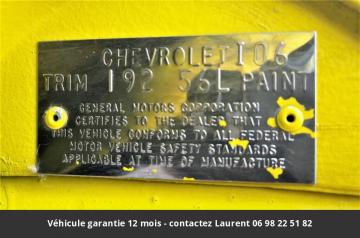 CHEVROLET I06
TRIM 192 56L PAINT
GENERAL MOTORS CORPORATION
CERTIFIES TO THE DEALER THAT
THIS VEHICLE CONFORMS TO ALL FEDERAL
MOTOR VEHICLE SAFETY STANDARDS
APPLICABLE AT TIME OF MANUFACTURE
Véhicule garantie 12 mois - contactez Laurent 06 98 22 51 82